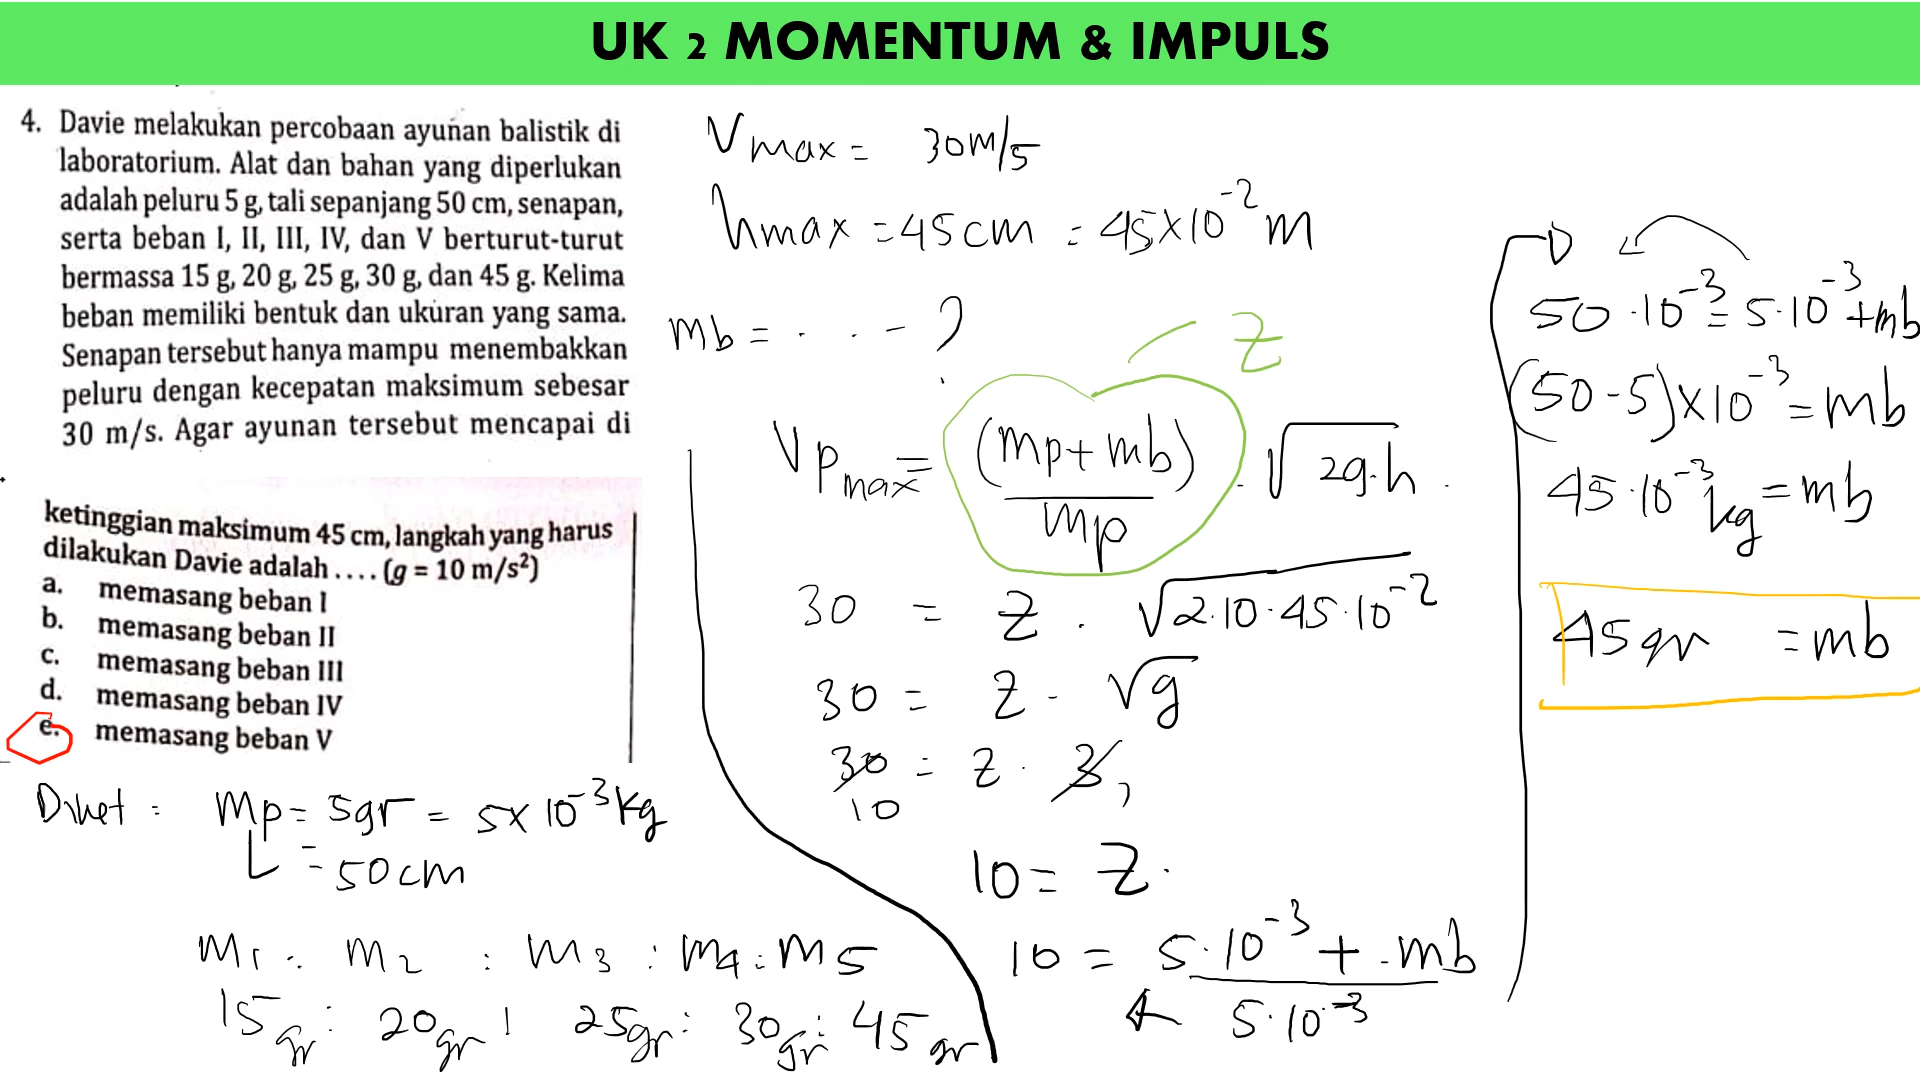 UK 2 MOMENTUM & IMPULS
4. Davie melakukan percobaan ayunan balistik di
laboratorium. Alat dan bahan yang diperlukan
adalah peluru 5 g, tali sepanjang 50 cm, senapan,
serta beban I, II, III, IV, dan V berturut-turut
bermassa 15 g, 20 g, 25 g, 30 g, dan 45 g. Kelima
beban memiliki bentuk dan ukuran yang sama.
Senapan tersebut hanya mampu menembakkan
peluru dengan kecepatan maksimum sebesar
30 m/s. Agar ayunan tersebut mencapai di
ketinggian maksimum 45 cm, langkah yang harus
dilakukan Davie adalah .... (g = 10 m/s²)
a. memasang beban I
b. memasang beban II
c. memasang beban III
d. memasang beban IV
e. memasang beban V
Diket : mp = 5gr = 5x10⁻³kg
L = 50cm
m1 : m2 : m3 : m4 : m5
15gr : 20gr : 25gr : 30gr : 45gr
Vmax = 30m/s
hmax = 45cm = 45x10⁻² m
mb = ...?
Z
Vpmax = (mp+mb)/mp . √2g.h
30 = Z . √2.10.45.10⁻²
30 = Z . √9
30 = Z . 3
10
10 = Z
10 = 5.10⁻³ + mb
5.10⁻³
50.10⁻³ = 5.10⁻³ + mb
(50-5)x10⁻³ = mb
45.10⁻³ kg = mb
45gr = mb